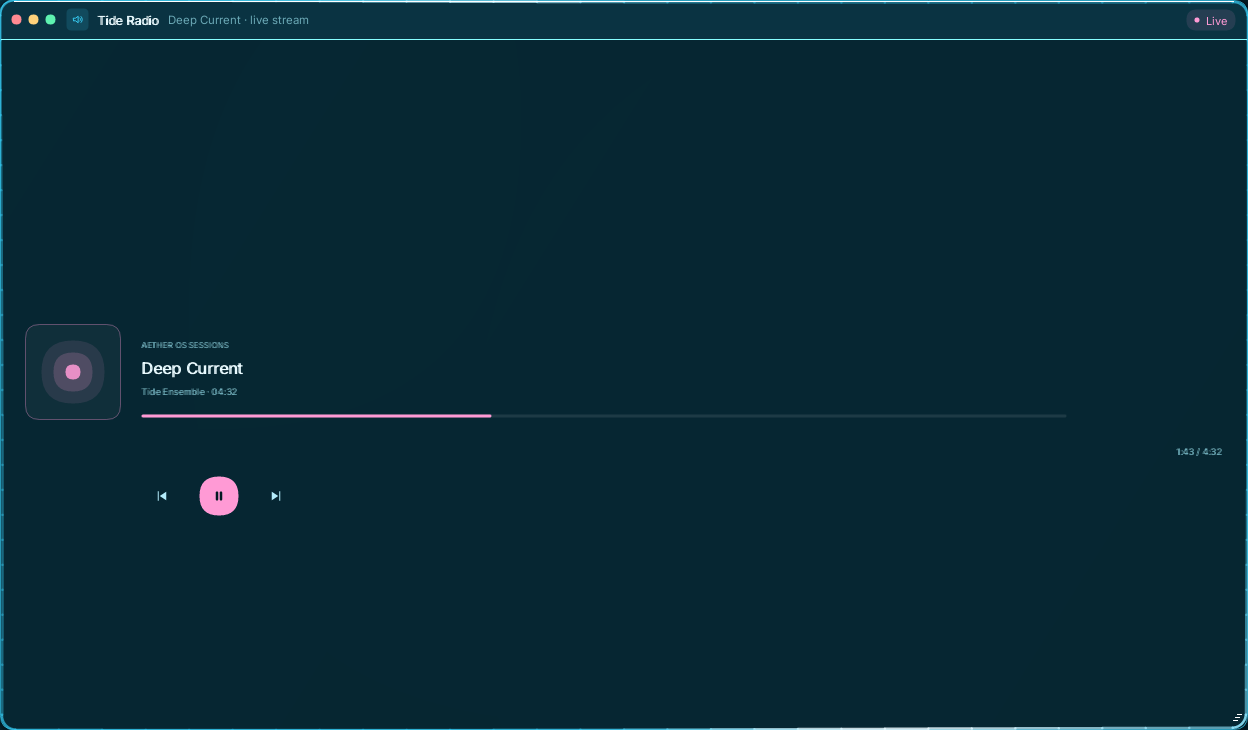 Tide Radio Deep Current · live stream Live
AETHER OS SESSIONS
Deep Current
Tide Ensemble · 04:32
1:43 / 4:32